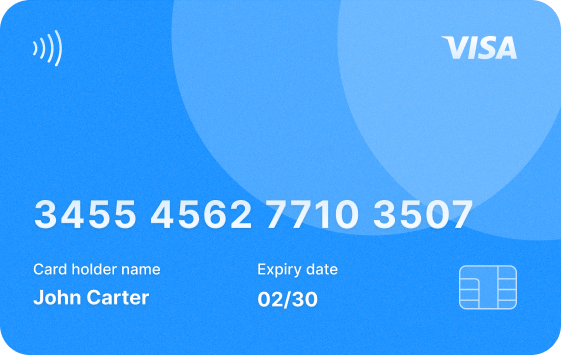 VISA
3455 4562 7710 3507
Card holder name
Expiry date
John Carter
02/30